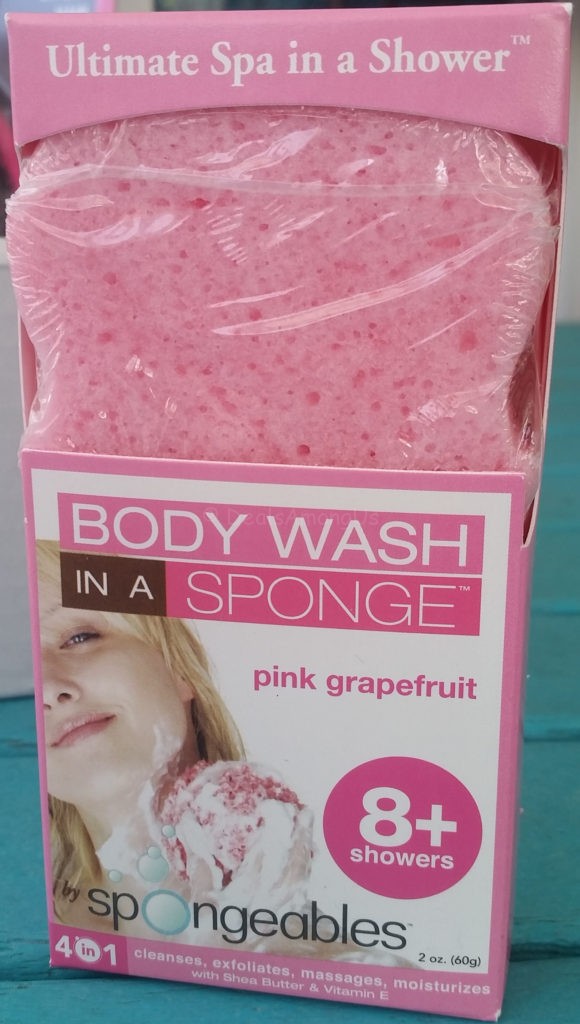 Ultimate Spa in a Shower™
© DealsAmongUs
BODY WASH
IN A SPONGE™
pink grapefruit
8+
showers
by spongeables™
2 oz. (60g)
4 in 1 cleanses, exfoliates, massages, moisturizes
with Shea Butter & Vitamin E